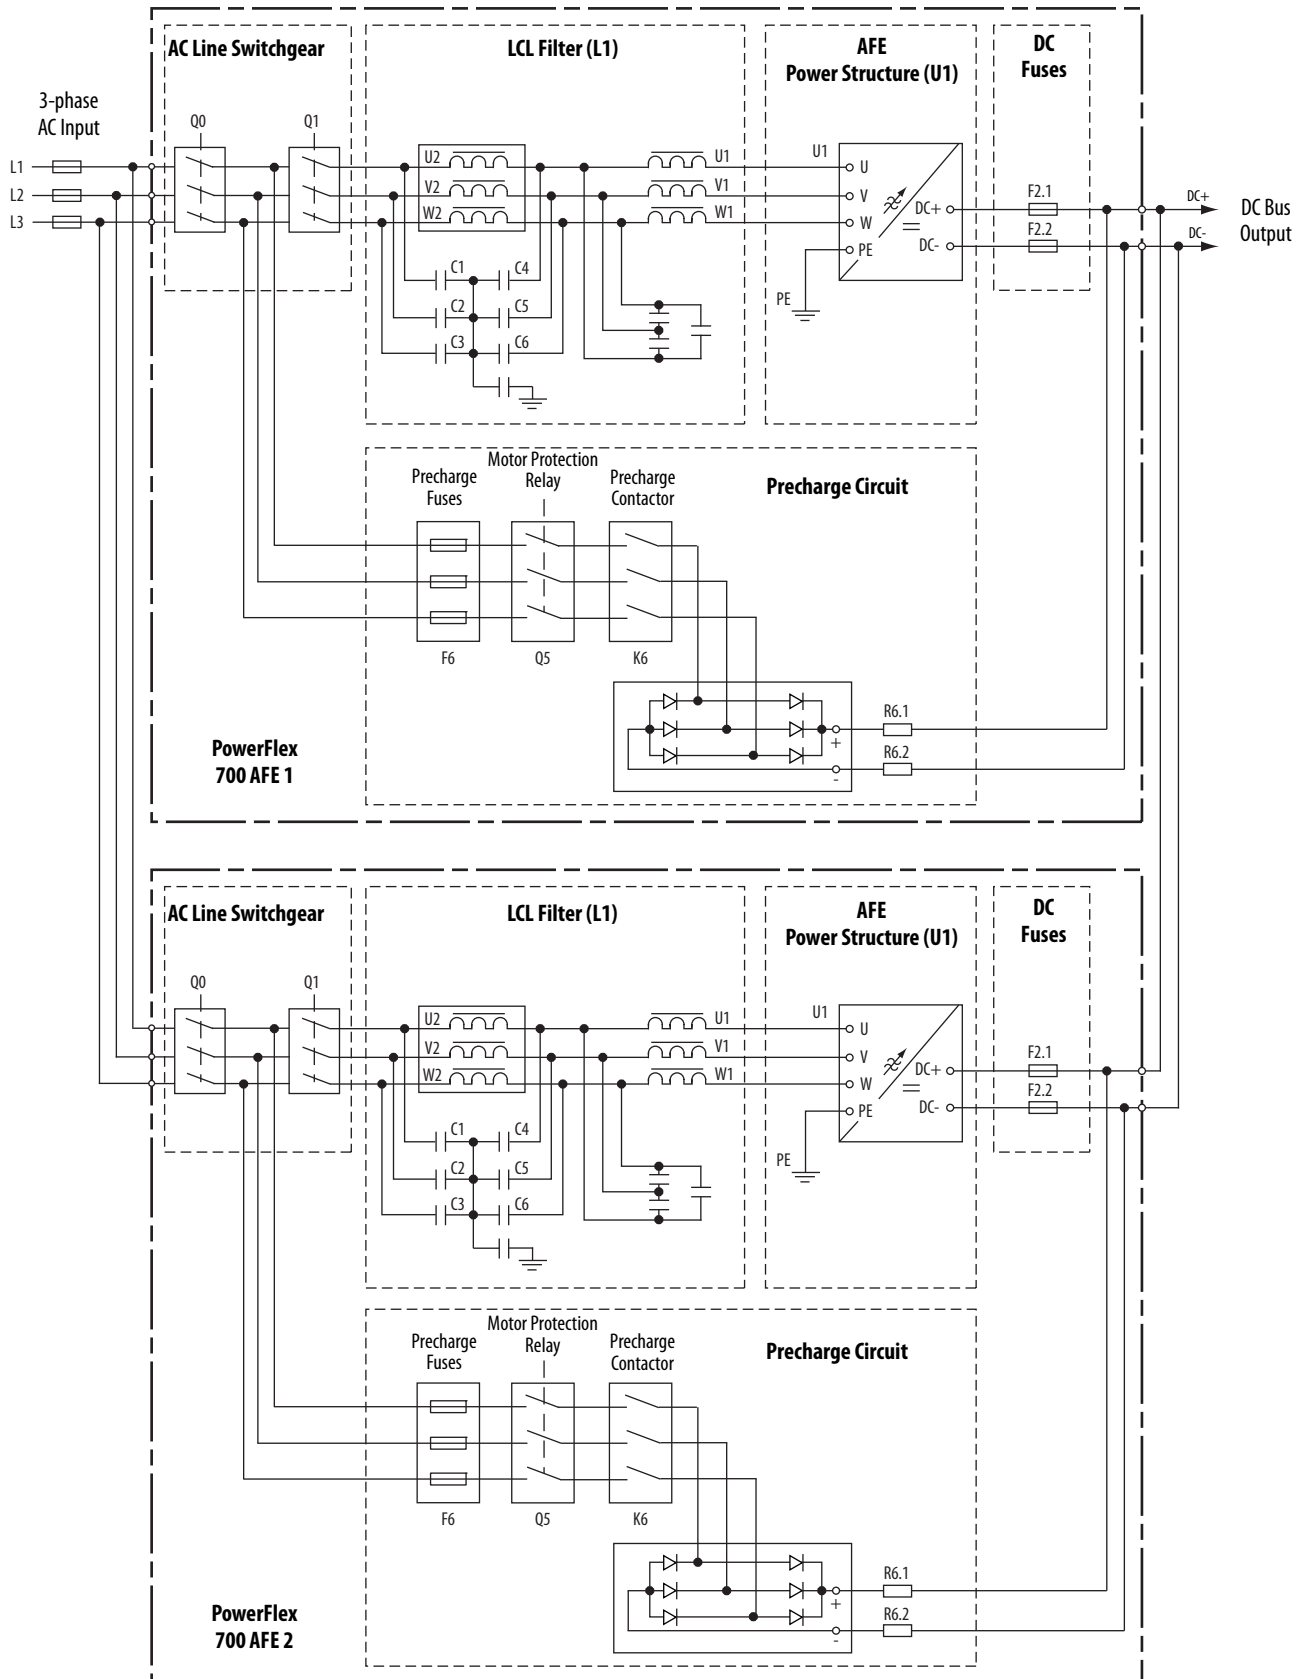 AC Line Switchgear
LCL Filter (L1)
AFE
Power Structure (U1)
DC
Fuses
3-phase
AC Input
Q0
Q1
L1
L2
L3
U2
V2
W2
U1
V1
W1
C1
C4
C2
C5
C3
C6
U1
U
V
W
PE
DC+
DC-
PE
F2.1
F2.2
DC+
DC-
DC Bus
Output
Precharge
Fuses
Motor Protection
Relay
Precharge
Contactor
Precharge Circuit
F6
Q5
K6
+
-
R6.1
R6.2
PowerFlex
700 AFE 1
AC Line Switchgear
LCL Filter (L1)
AFE
Power Structure (U1)
DC
Fuses
Q0
Q1
U2
V2
W2
U1
V1
W1
C1
C4
C2
C5
C3
C6
U1
U
V
W
PE
DC+
DC-
PE
F2.1
F2.2
Precharge
Fuses
Motor Protection
Relay
Precharge
Contactor
Precharge Circuit
F6
Q5
K6
+
-
R6.1
R6.2
PowerFlex
700 AFE 2